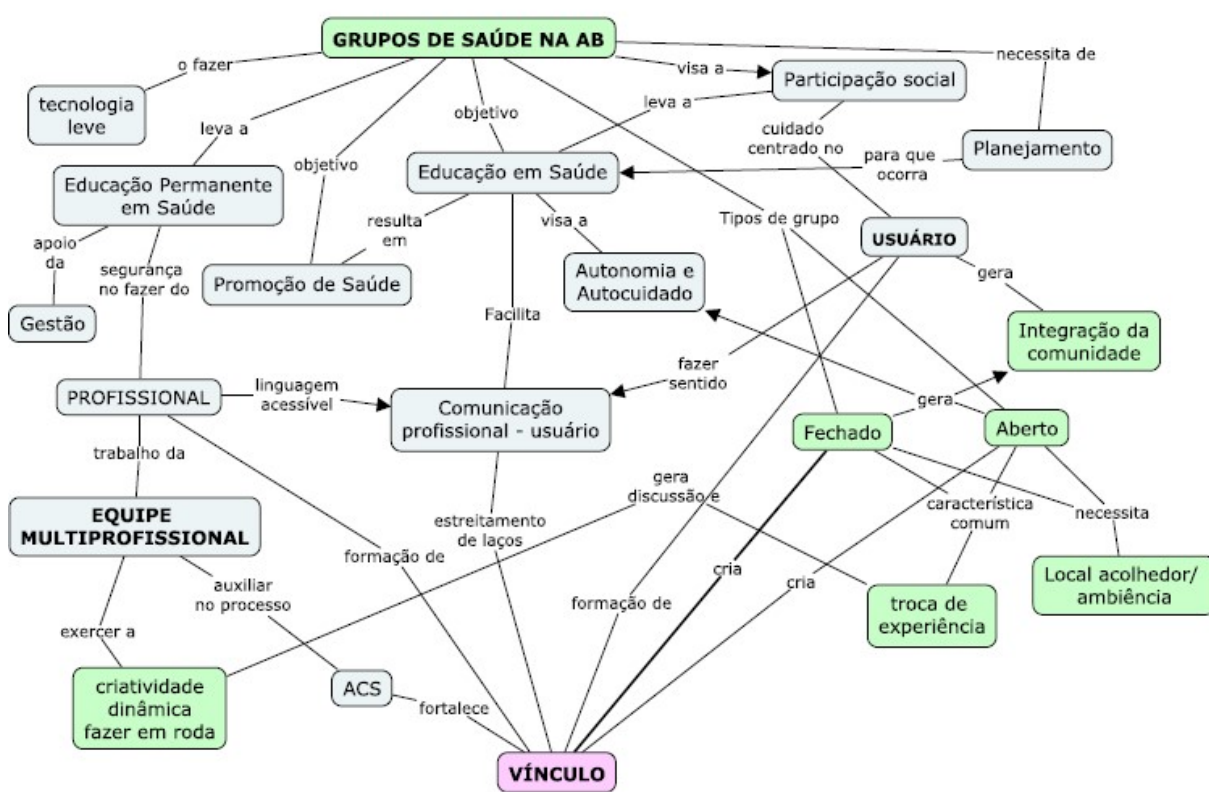 GRUPOS DE SAÚDE NA AB
o fazer
visa a
necessita de
Participação social
tecnologia
leve
leva a
objetivo
leva a
cuidado
centrado no
Planejamento
objetivo
Educação Permanente
em Saúde
Educação em Saúde
para que
ocorra
resulta
em
visa a
Tipos de grupo
USUÁRIO
apoio
da
segurança
no fazer do
Promoção de Saúde
Autonomia e
Autocuidado
gera
Gestão
Facilita
Integração da
comunidade
fazer
sentido
PROFISSIONAL
linguagem
acessível
Comunicação
profissional - usuário
gera
Fechado
Aberto
trabalho da
gera
discussão e
característica
comum
necessita
EQUIPE
MULTIPROFISSIONAL
estreitamento
de laços
formação de
cria
cria
Local acolhedor/
ambiência
auxiliar
no processo
formação de
troca de
experiência
exercer a
criatividade
dinâmica
fazer em roda
ACS
fortalece
VÍNCULO